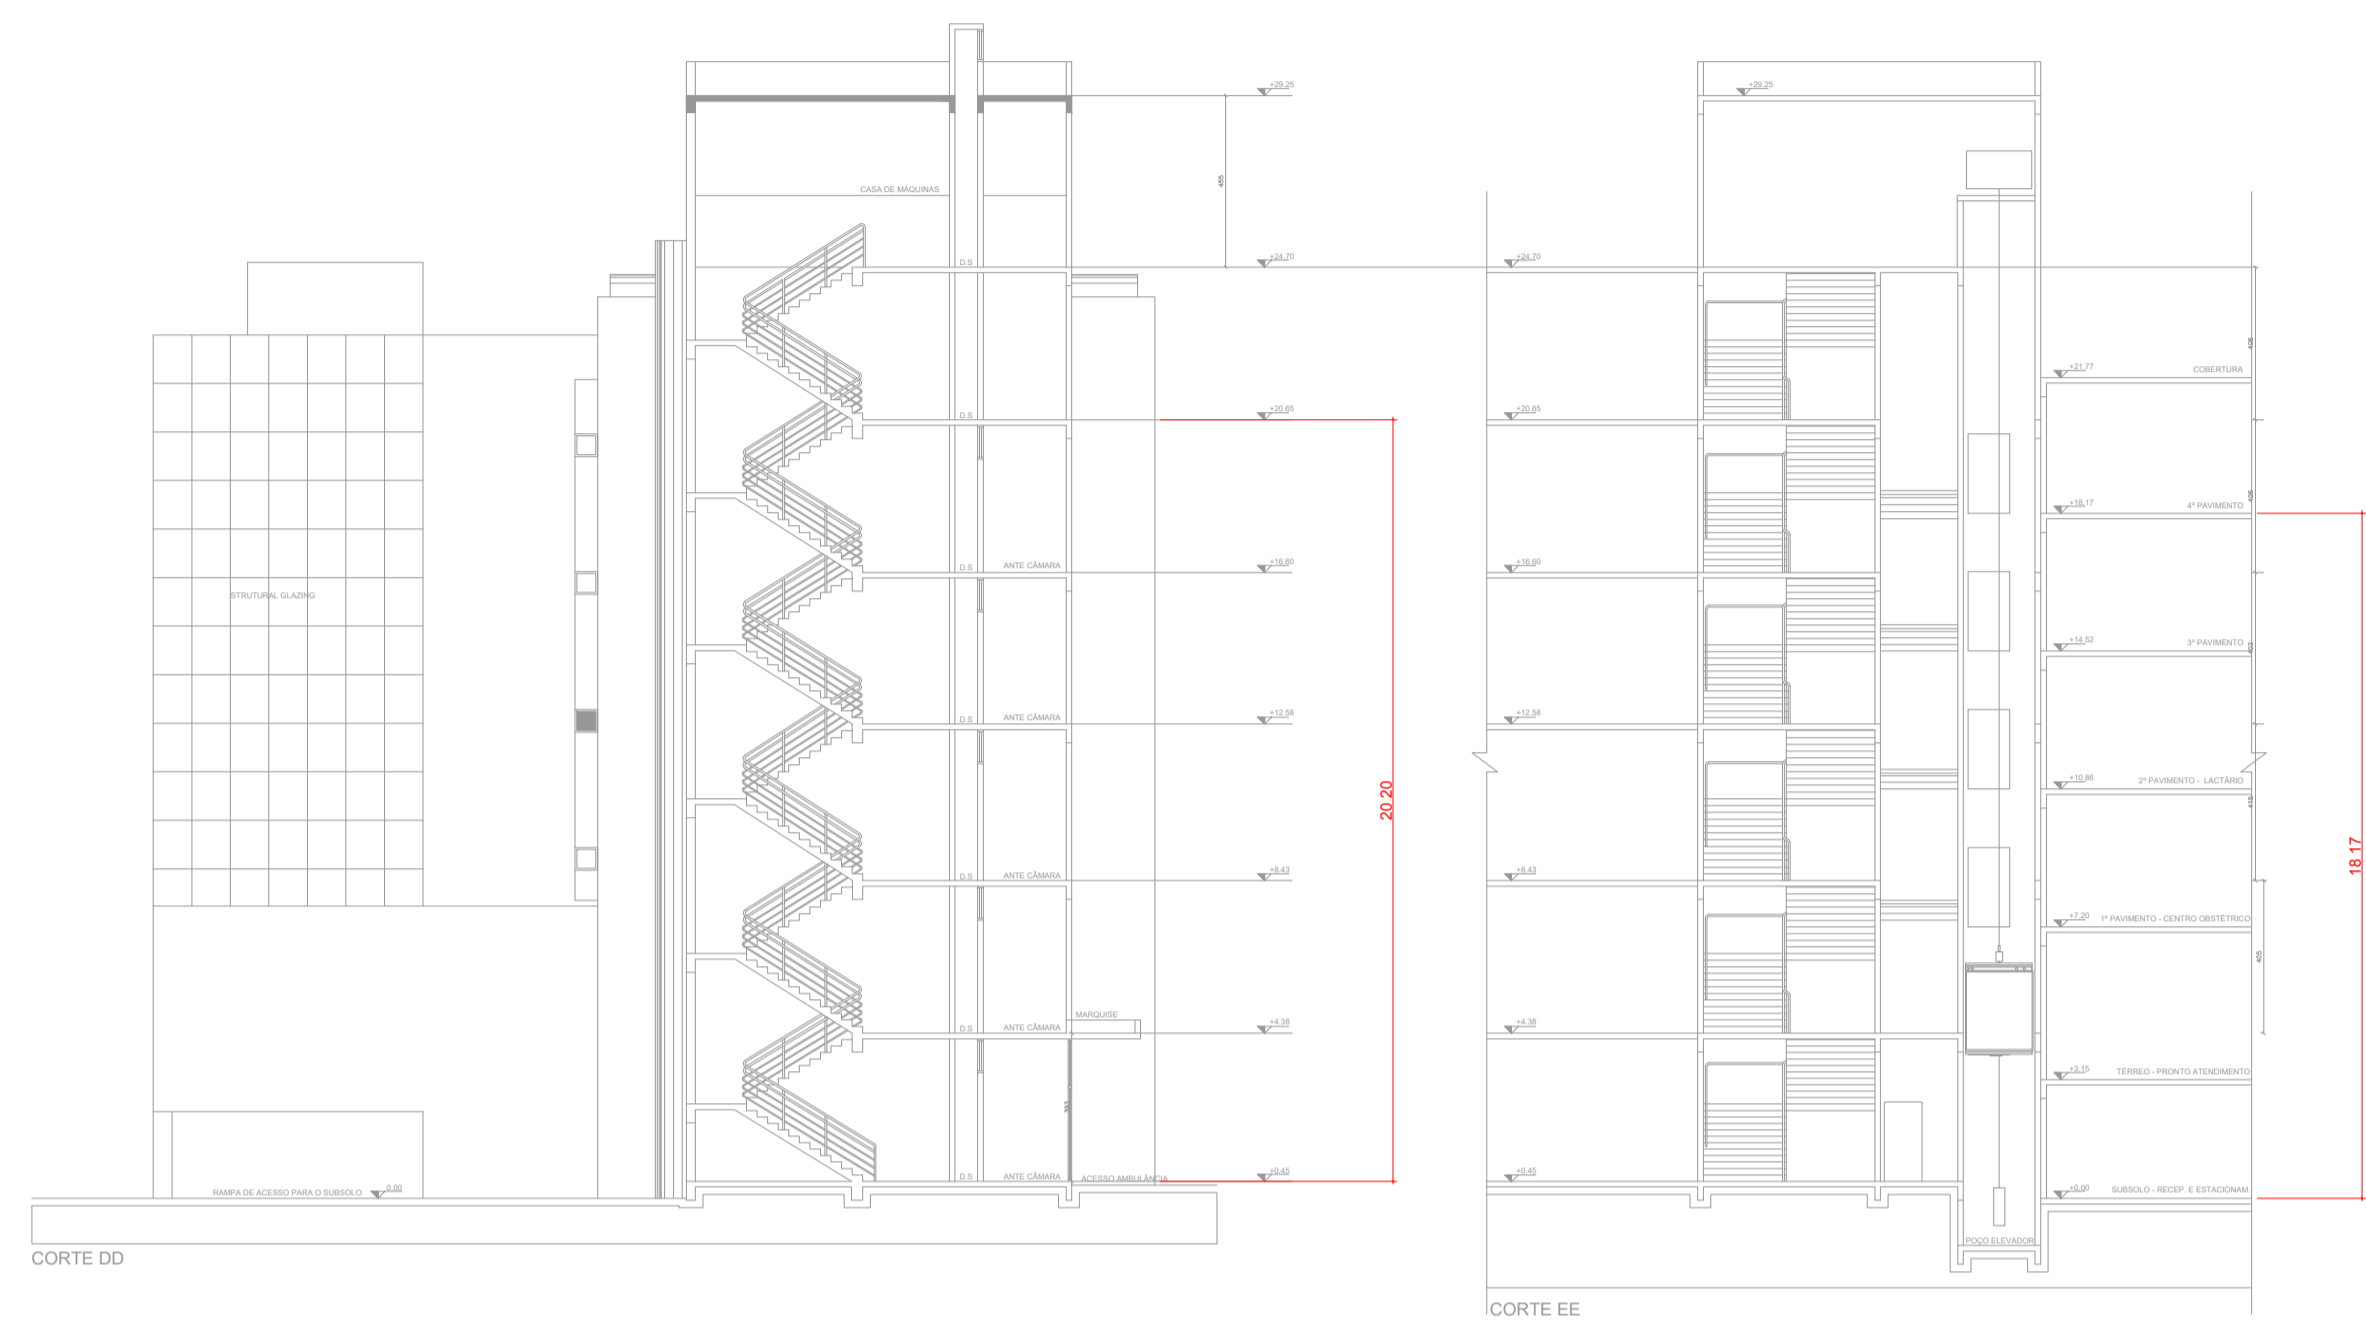 +29.25
+29.25
455
CASA DE MÁQUINAS
D.S
+24.70
+24.70
405
+21.77
COBERTURA
D.S
+20.65
+20.65
405
+18.17
4º PAVIMENTO
STRUTURAL GLAZING
D.S
ANTE CÂMARA
+16.60
+16.60
+14.52
3º PAVIMENTO
D.S
ANTE CÂMARA
+12.58
+12.58
+10.86
2º PAVIMENTO - LACTÁRIO
415
20 20
18 17
D.S
ANTE CÂMARA
+8.43
+8.43
+7.20
1º PAVIMENTO - CENTRO OBSTÉTRICO
405
MARQUISE
D.S
ANTE CÂMARA
+4.38
+4.38
+3.15
TÉRREO - PRONTO ATENDIMENTO
393
D.S
ANTE CÂMARA
ACESSO AMBULÂNCIA
+0.45
+0.45
RAMPA DE ACESSO PARA O SUBSOLO
0.00
+0.00
SUBSOLO - RECEP. E ESTACIONAM.
POÇO ELEVADOR
CORTE DD
CORTE EE